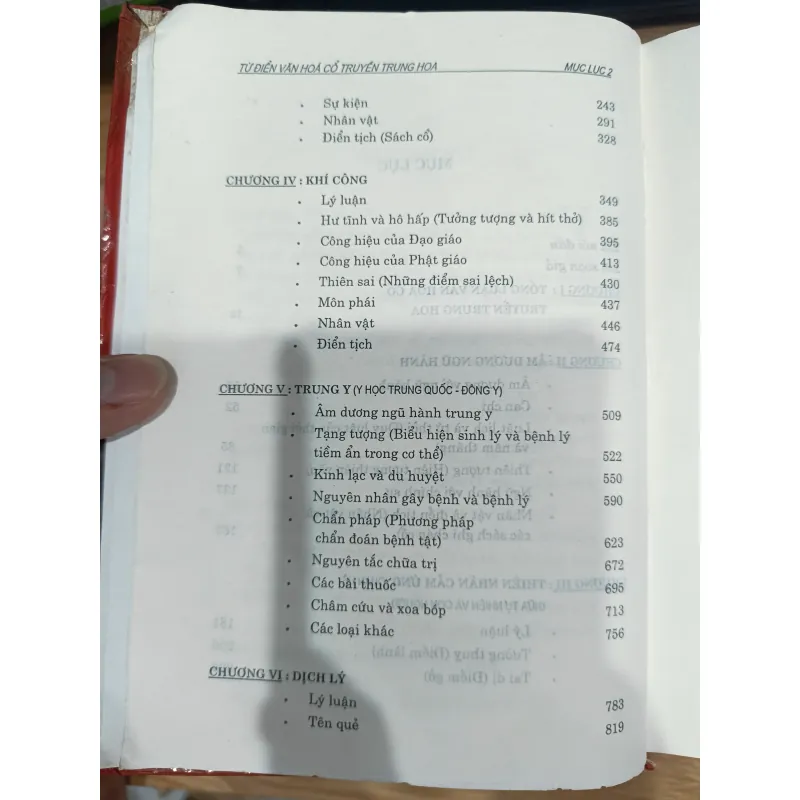 TỪ ĐIỂN VĂN HOÁ CỔ TRUYỀN TRUNG HOA MỤC LỤC 2
• Sự kiện 243
• Nhân vật 291
• Điển tịch (Sách cổ) 328
CHƯƠNG IV : KHÍ CÔNG
• Lý luận 349
• Hư tĩnh và hô hấp (Tưởng tượng và hít thở) 385
• Công hiệu của Đạo giáo 395
• Công hiệu của Phật giáo 413
• Thiên sai (Những điểm sai lệch) 430
• Môn phái 437
• Nhân vật 446
• Điển tịch 474
CHƯƠNG V : TRUNG Y (Y HỌC TRUNG QUỐC - ĐÔNG Y)
• Âm dương ngũ hành trung y 509
• Tạng tượng (Biểu hiện sinh lý và bệnh lý
tiềm ẩn trong cơ thể) 522
• Kinh lạc và du huyệt 550
• Nguyên nhân gây bệnh và bệnh lý 590
• Chẩn pháp (Phương pháp
chẩn đoán bệnh tật) 623
• Nguyên tắc chữa trị 672
• Các bài thuốc 695
• Châm cứu và xoa bóp 713
• Các loại khác 756
CHƯƠNG VI : DỊCH LÝ
• Lý luận 783
• Tên quẻ 819